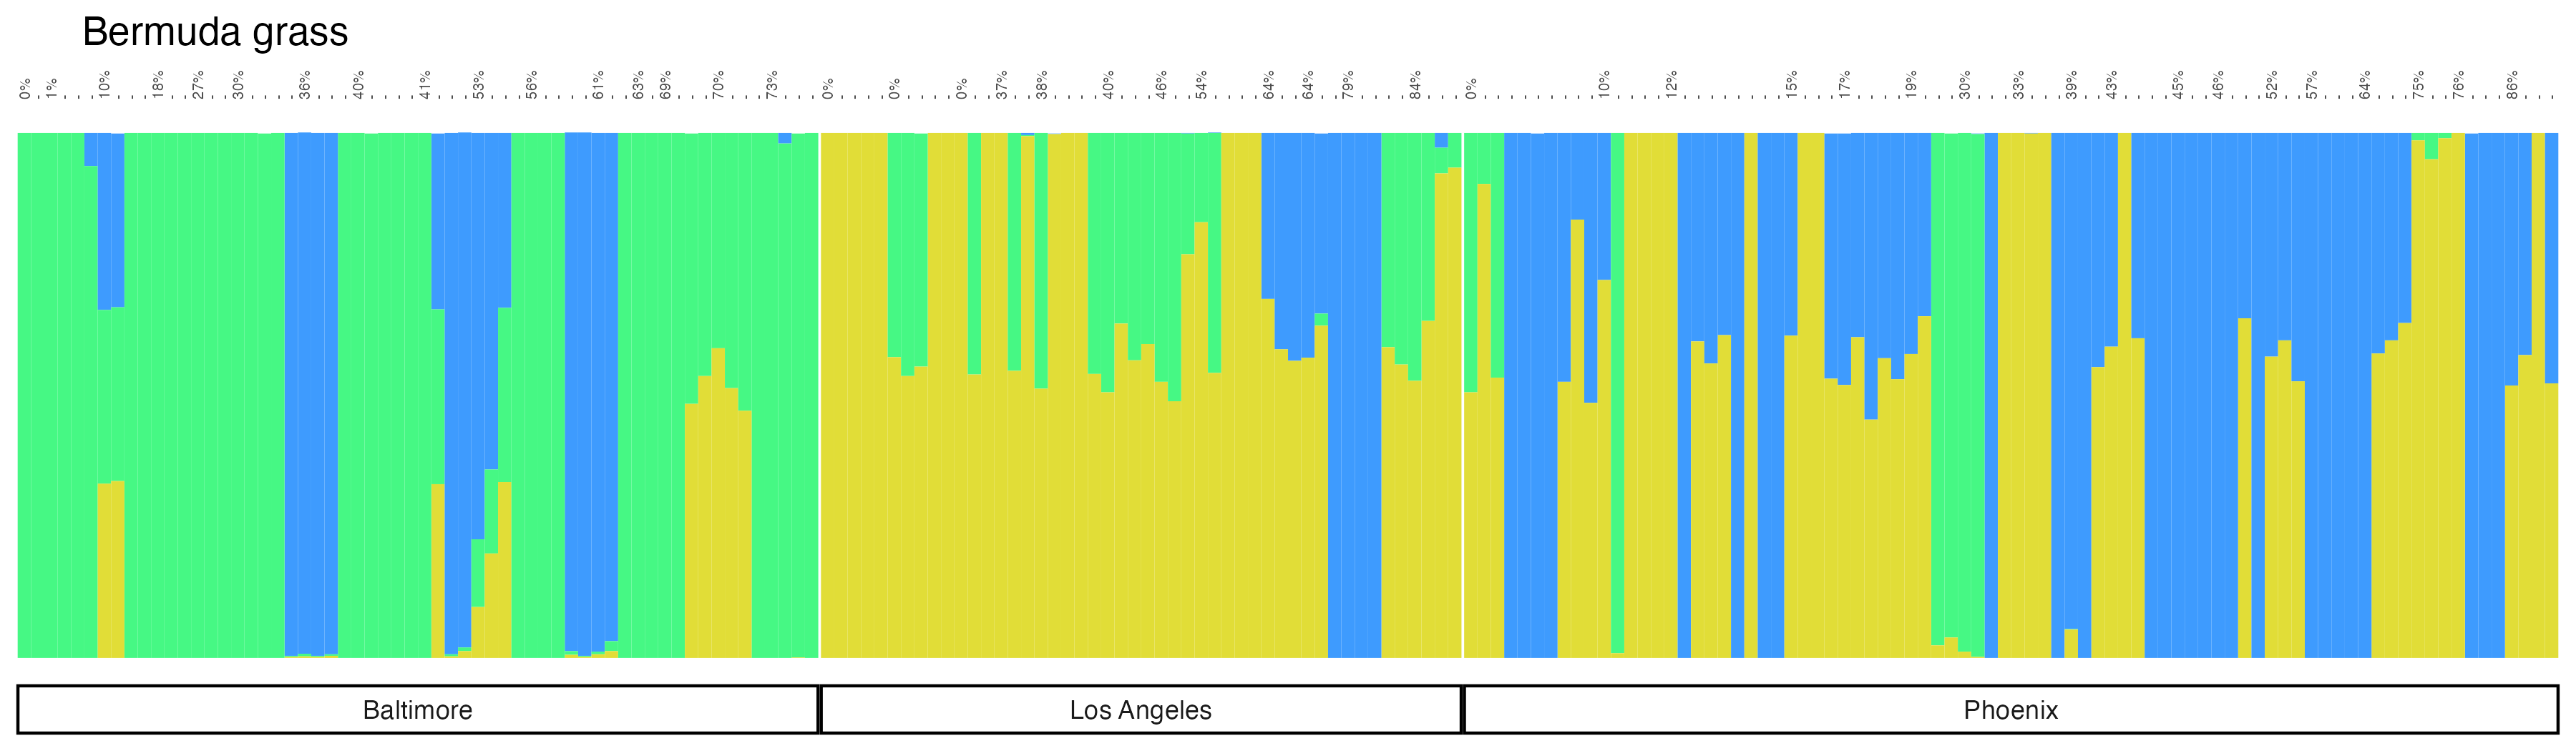 Bermuda grass
0% - 1% - - - 10% - - - 18% - - 27% - - 30% - - - - 36% - - - 40% - - - - 41% - - - 53% - - - 56% - - - - 61% - - 63% - 69% - - - 70% - - - 73% - - -
0% - - - - 0% - - - - 0% - - 37% - - 38% - - - - 40% - - - 46% - - 54% - - - - 64% - - 64% - - 79% - - - - 84% - - -
0% - - - - - - - - - 10% - - - - 12% - - - - - - - - 15% - - - 17% - - - - 19% - - - 30% - - - 33% - - - 39% - - 43% - - - - 45% - - 46% - - - 52% - - 57% - - - 64% - - - 75% - - 76% - - - 86% - - -
Baltimore
Los Angeles
Phoenix